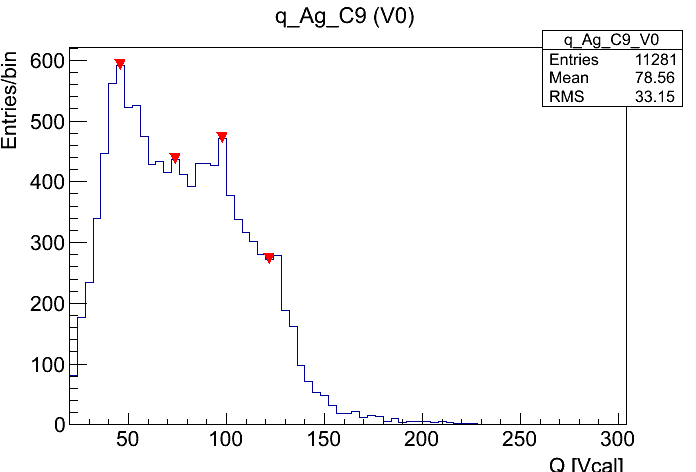 q_Ag_C9 (V0)
q_Ag_C9_V0
Entries 11281
Mean 78.56
RMS 33.15
Entries/bin
600
500
400
300
200
100
0
50 100 150 200 250 300
Q [Vcal]